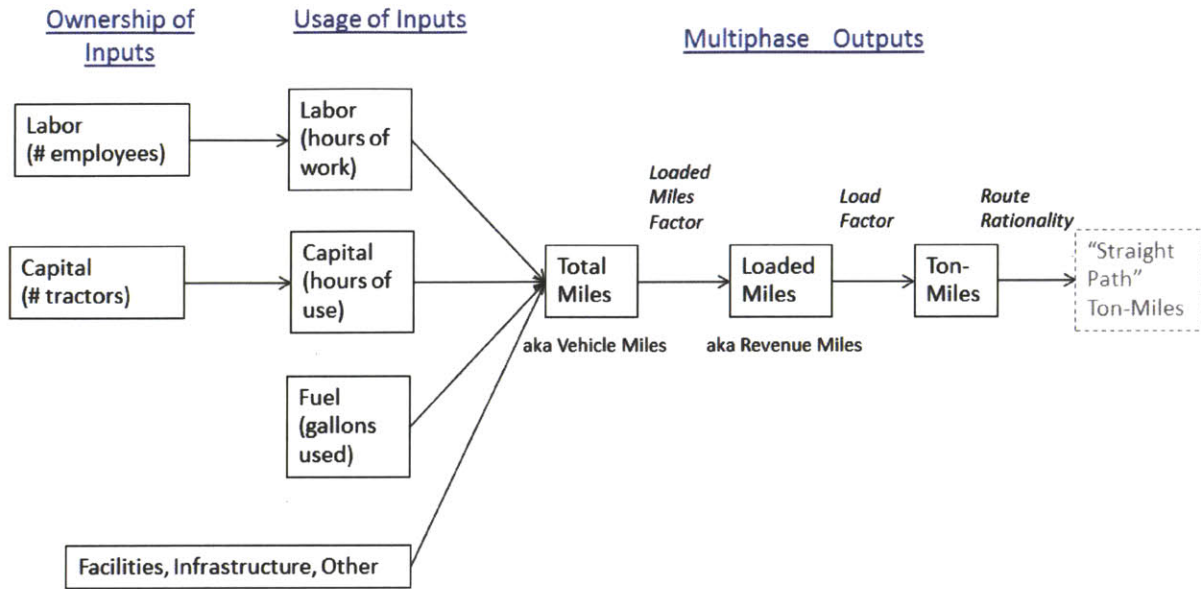 Ownership of
Inputs
Usage of Inputs
Multiphase Outputs
Labor
(# employees)
Labor
(hours of
work)
Capital
(# tractors)
Capital
(hours of
use)
Fuel
(gallons
used)
Facilities, Infrastructure, Other
Total
Miles
aka Vehicle Miles
Loaded
Miles
Factor
Loaded
Miles
aka Revenue Miles
Load
Factor
Ton-
Miles
Route
Rationality
"Straight
Path"
Ton-Miles